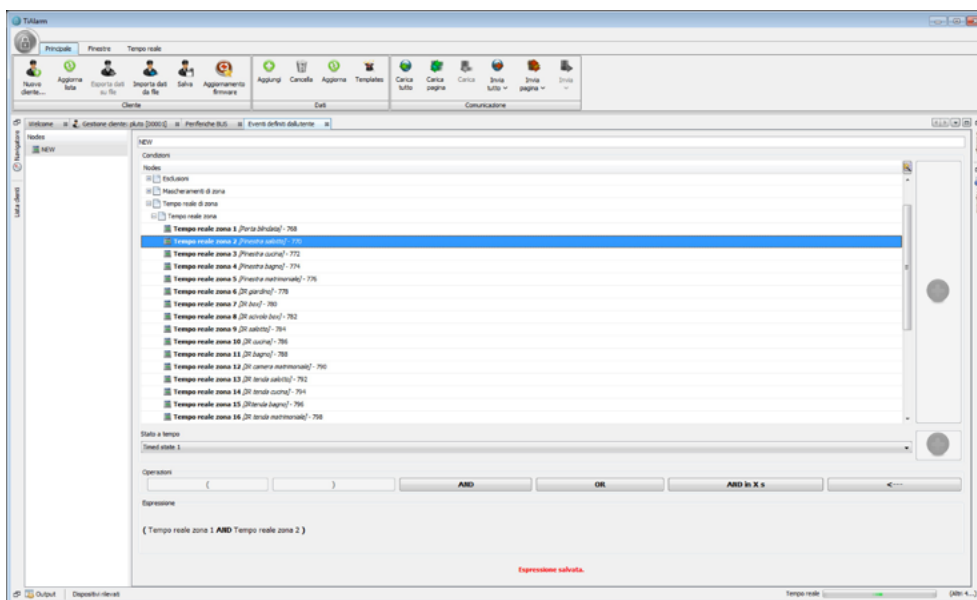 TiAlarm
Principale Finestre Tempo reale
Nuovo cliente...
Aggiorna lista
Esporta dati su file
Importa dati da file
Salva
Aggiornamento firmware
Aggiungi
Cancella
Aggiorna
Templates
Carica tutto
Carica pagina
Carica
Invia tutto
Invia pagina
Invia
Cliente
Dati
Comunicazione
Welcome
Gestione cliente: pluto [00001]
Periferiche BUS
Eventi definiti dall'utente
Navigatore
Lista clienti
Nodes
NEW
NEW
Condizioni
Nodes
Esclusioni
Mascheramenti di zona
Tempo reale di zona
Tempo reale zona
Tempo reale zona 1 [Porta blindata] - 768
Tempo reale zona 2 [Finestra salotto] - 770
Tempo reale zona 3 [Finestra cucina] - 772
Tempo reale zona 4 [Finestra bagno] - 774
Tempo reale zona 5 [Finestra matrimoniale] - 776
Tempo reale zona 6 [IR giardino] - 778
Tempo reale zona 7 [IR box] - 780
Tempo reale zona 8 [IR scivolo box] - 782
Tempo reale zona 9 [IR salotto] - 784
Tempo reale zona 10 [IR cucina] - 786
Tempo reale zona 11 [IR bagno] - 788
Tempo reale zona 12 [IR camera matrimoniale] - 790
Tempo reale zona 13 [IR tenda salotto] - 792
Tempo reale zona 14 [IR tenda cucina] - 794
Tempo reale zona 15 [IRtenda bagno] - 796
Tempo reale zona 16 [IR tenda matrimoniale] - 798
Stato a tempo
Timed state 1
Operazioni
( ) AND OR AND in X s <---
Espressione
( Tempo reale zona 1 AND Tempo reale zona 2 )
Espressione salvata.
Output Dispositivi rilevati Tempo reale (Altri 4...